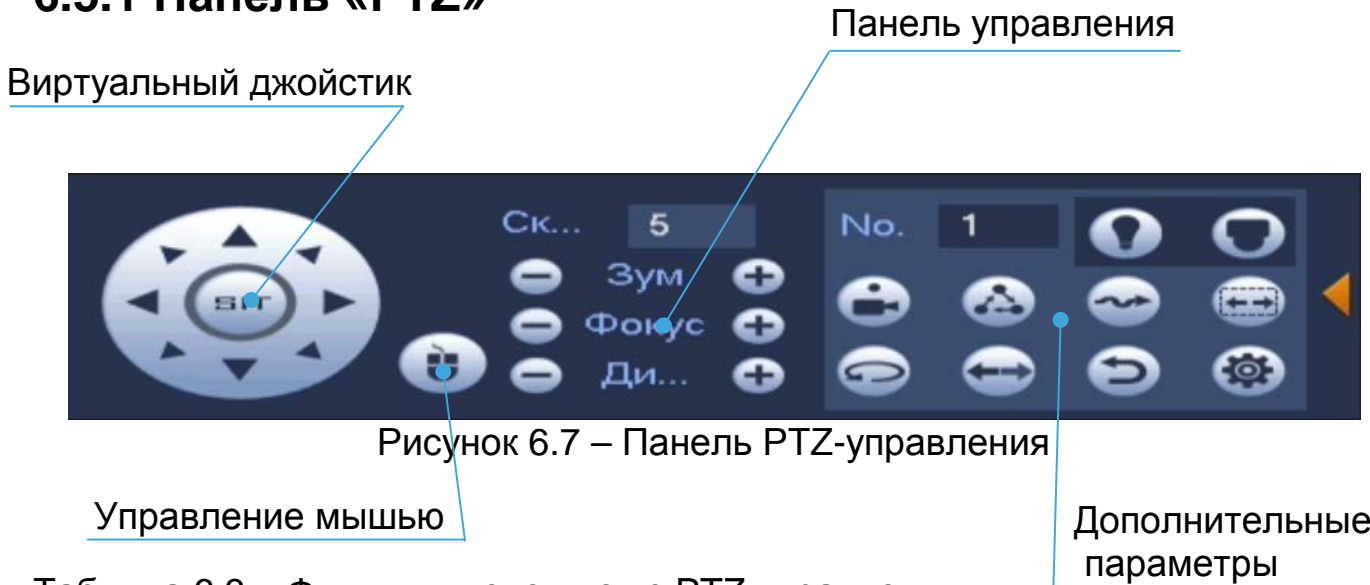 Панель управления
Виртуальный джойстик
Ск... 5
No. 1
Зум
SIT
Фокус
Ди...
Рисунок 6.7 – Панель PTZ-управления
Управление мышью
Дополнительные
параметры